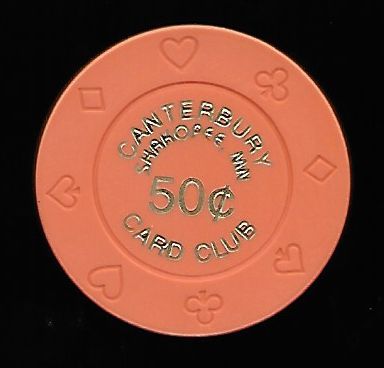 CANTERBURY
SHAKOPEE, MN
50¢
CARD CLUB